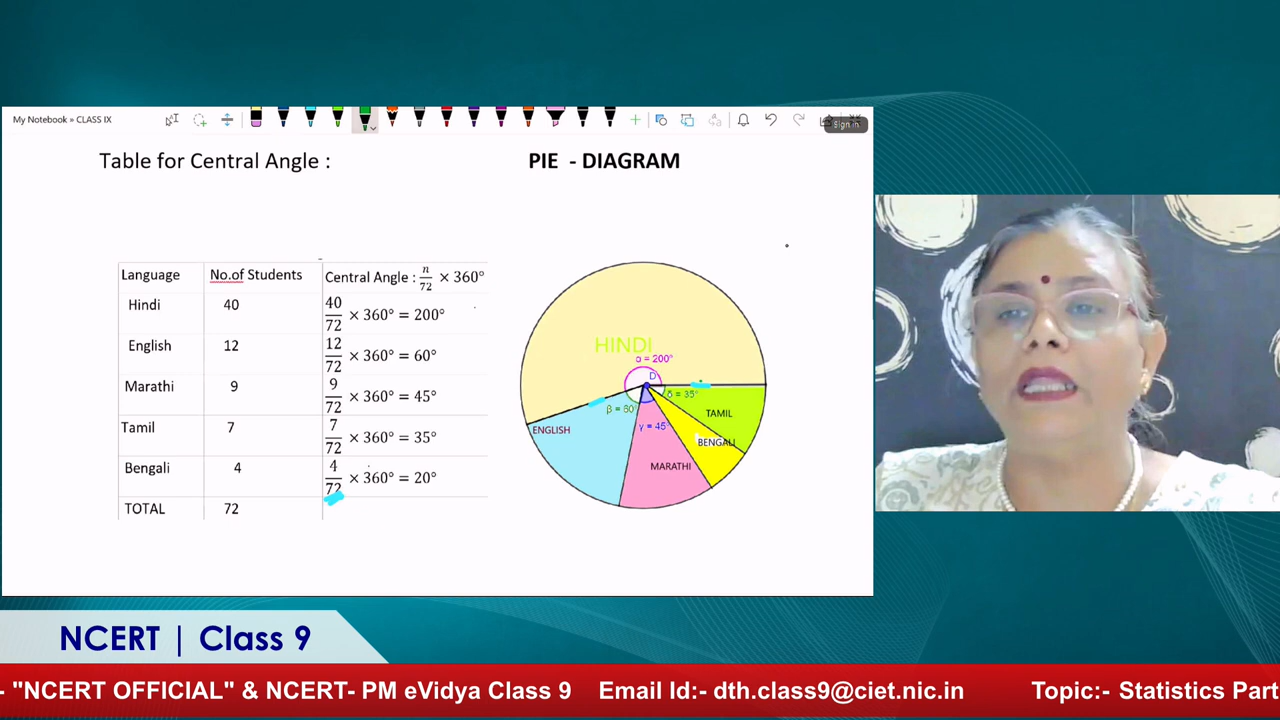 My Notebook » CLASS IX
Sign in
Table for Central Angle :
PIE - DIAGRAM
Language No.of Students Central Angle : n/72 × 360°
Hindi 40 40/72 × 360° = 200°
English 12 12/72 × 360° = 60°
Marathi 9 9/72 × 360° = 45°
Tamil 7 7/72 × 360° = 35°
Bengali 4 4/72 × 360° = 20°
TOTAL 72
HINDI
α = 200°
D
δ = 35°
β = 60°
γ = 45°
TAMIL
ENGLISH
BENGALI
MARATHI
NCERT | Class 9
- "NCERT OFFICIAL" & NCERT- PM eVidya Class 9 Email Id:- dth.class9@ciet.nic.in Topic:- Statistics Part